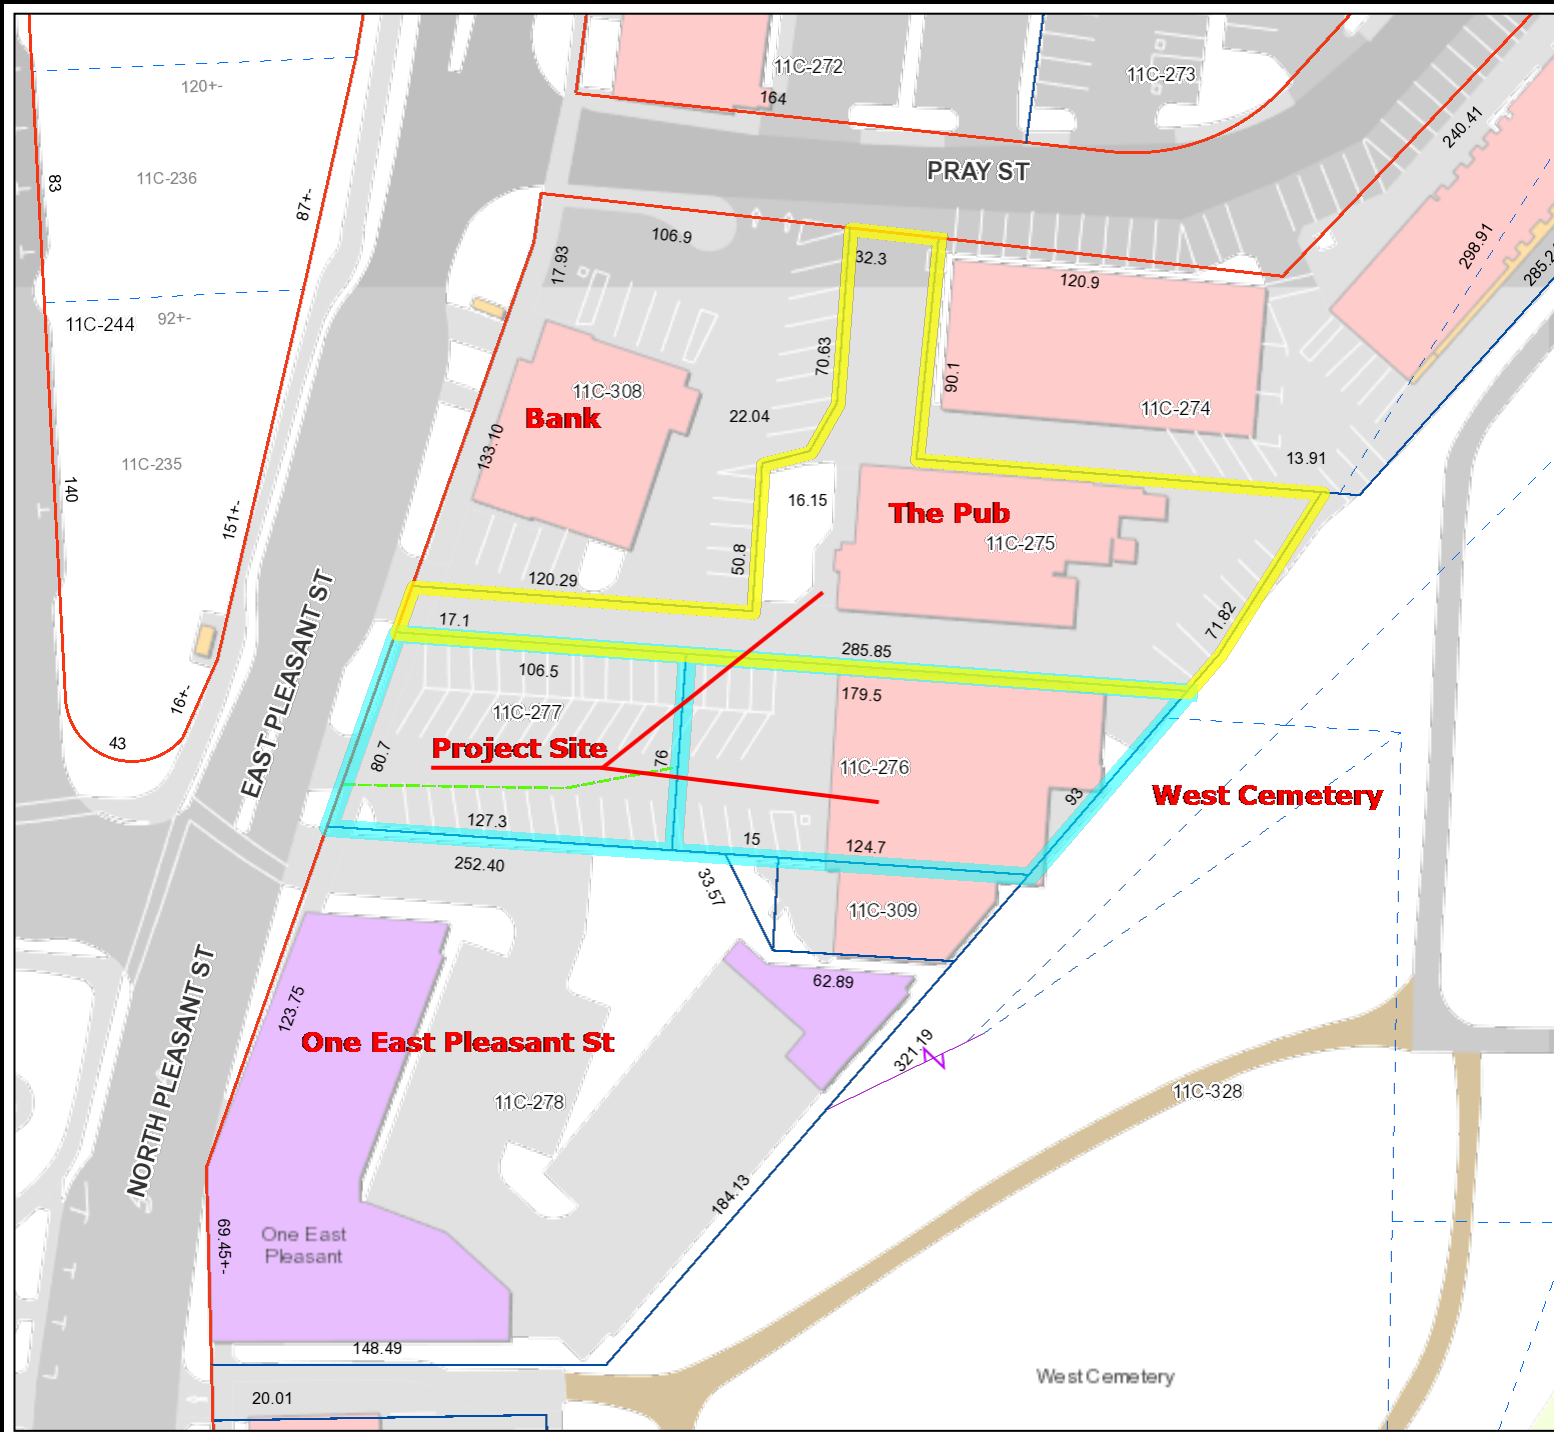 11C-272
11C-273
120+-
164
240.41
PRAY ST
83
11C-236
87+-
17.93
106.9
32.3
120.9
298.91
285.2
11C-244
92+-
70.63
90.1
11C-308
Bank
22.04
11C-274
133.10
11C-235
140
151+-
13.91
16.15
The Pub
11C-275
50.8
120.29
17.1
285.85
71.82
EAST PLEASANT ST
106.5
179.5
16+-
11C-277
43
80.7
Project Site
76
11C-276
93
West Cemetery
127.3
15
124.7
252.40
33.57
11C-309
NORTH PLEASANT ST
123.75
62.89
One East Pleasant St
321.19
11C-278
11C-328
184.13
69.45+-
One East
Pleasant
148.49
20.01
West Cemetery